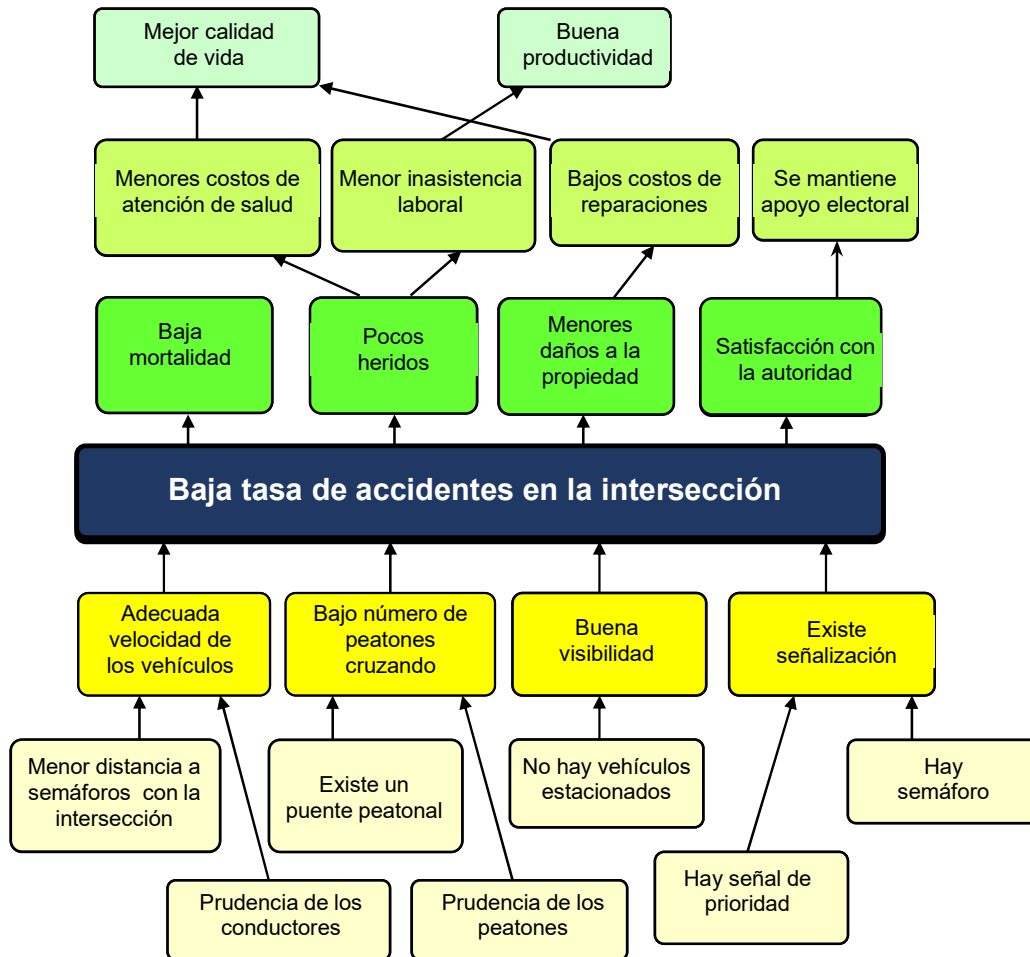 Mejor calidad
de vida
Buena
productividad
Menores costos de
atención de salud
Menor inasistencia
laboral
Bajos costos de
reparaciones
Se mantiene
apoyo electoral
Baja
mortalidad
Pocos
heridos
Menores
daños a la
propiedad
Satisfacción con
la autoridad
Baja tasa de accidentes en la intersección
Adecuada
velocidad de
los vehículos
Bajo número de
peatones
cruzando
Buena
visibilidad
Existe
señalización
Menor distancia a
semáforos con la
intersección
Existe un
puente peatonal
No hay vehículos
estacionados
Hay
semáforo
Prudencia de los
conductores
Prudencia de los
peatones
Hay señal de
prioridad